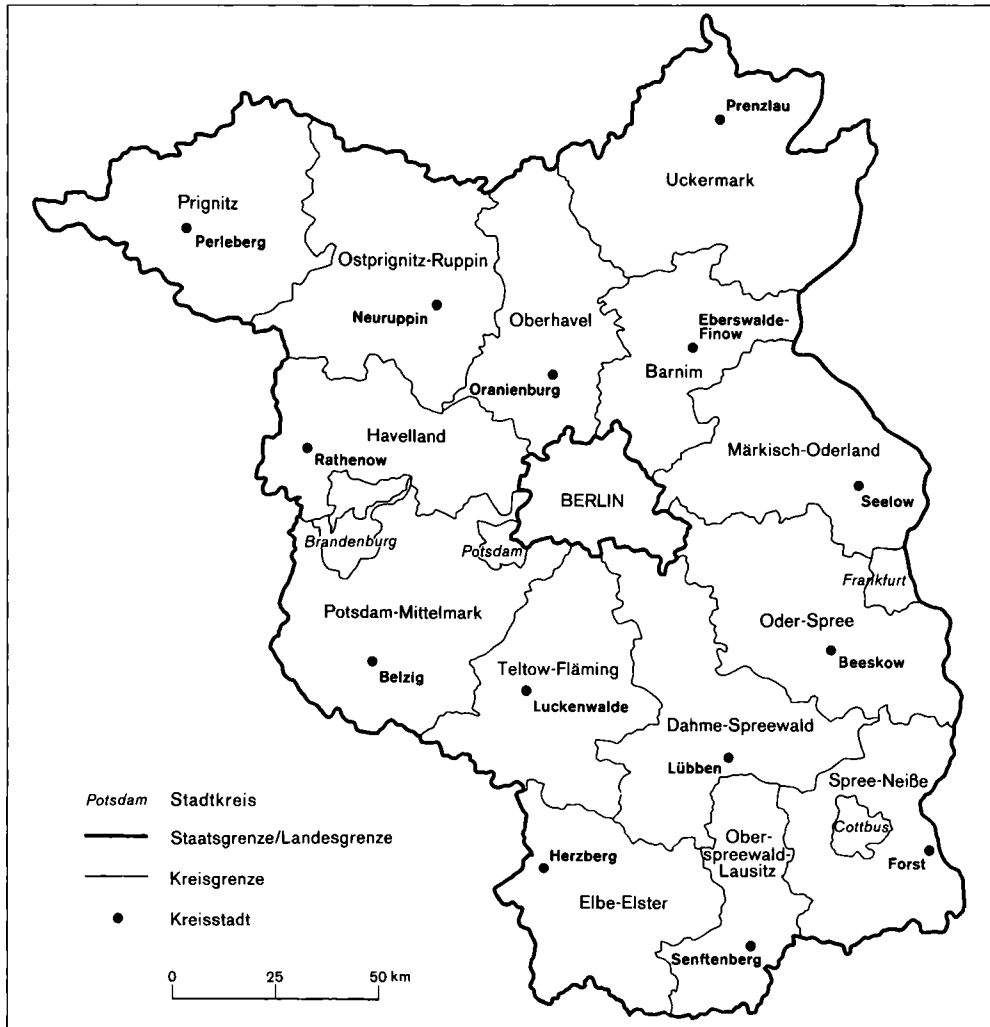 Prenzlau
Uckermark
Prignitz
Perleberg
Ostprignitz-Ruppin
Neuruppin
Oberhavel
Eberswalde-
Finow
Barnim
Oranienburg
Havelland
Rathenow
Märkisch-Oderland
Seelow
BERLIN
Brandenburg
Potsdam
Frankfurt
Potsdam-Mittelmark
Oder-Spree
Belzig
Teltow-Fläming
Luckenwalde
Beeskow
Dahme-Spreewald
Lübben
Spree-Neiße
Cottbus
Forst
Ober-
spreewald-
Lausitz
Herzberg
Elbe-Elster
Senftenberg
Potsdam Stadtkreis
Staatsgrenze/Landesgrenze
Kreisgrenze
Kreisstadt
0 25 50 km